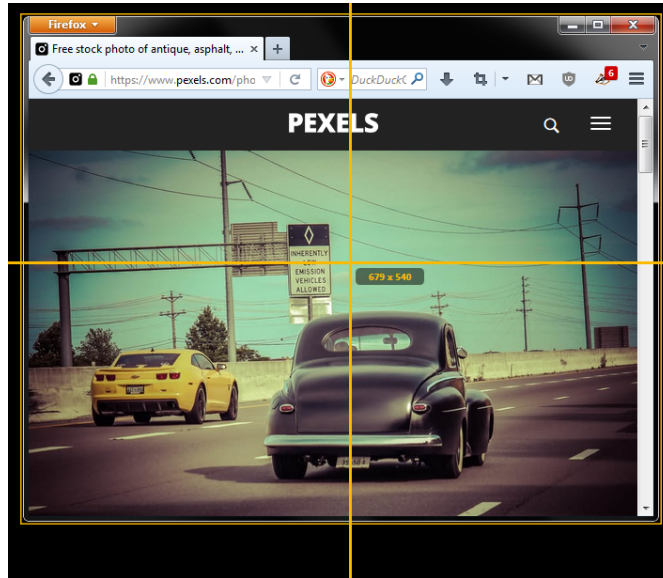 Firefox
Free stock photo of antique, asphalt, ...
https://www.pexels.com/pho
DuckDuckG
6
PEXELS
INHERENTLY
LOW
EMISSION
VEHICLES
ALLOWED
679 x 540